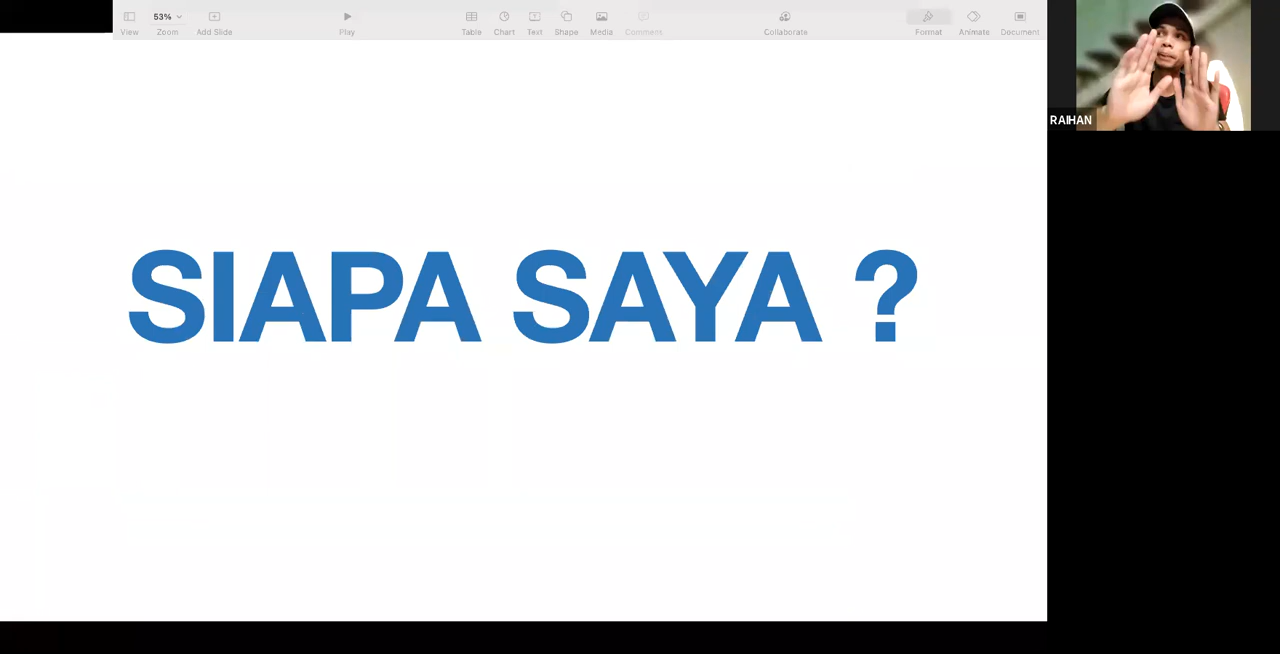 53%
View Zoom Add Slide Play Table Chart Text Shape Media Comment Collaborate Format Animate Document
RAIHAN
SIAPA SAYA ?